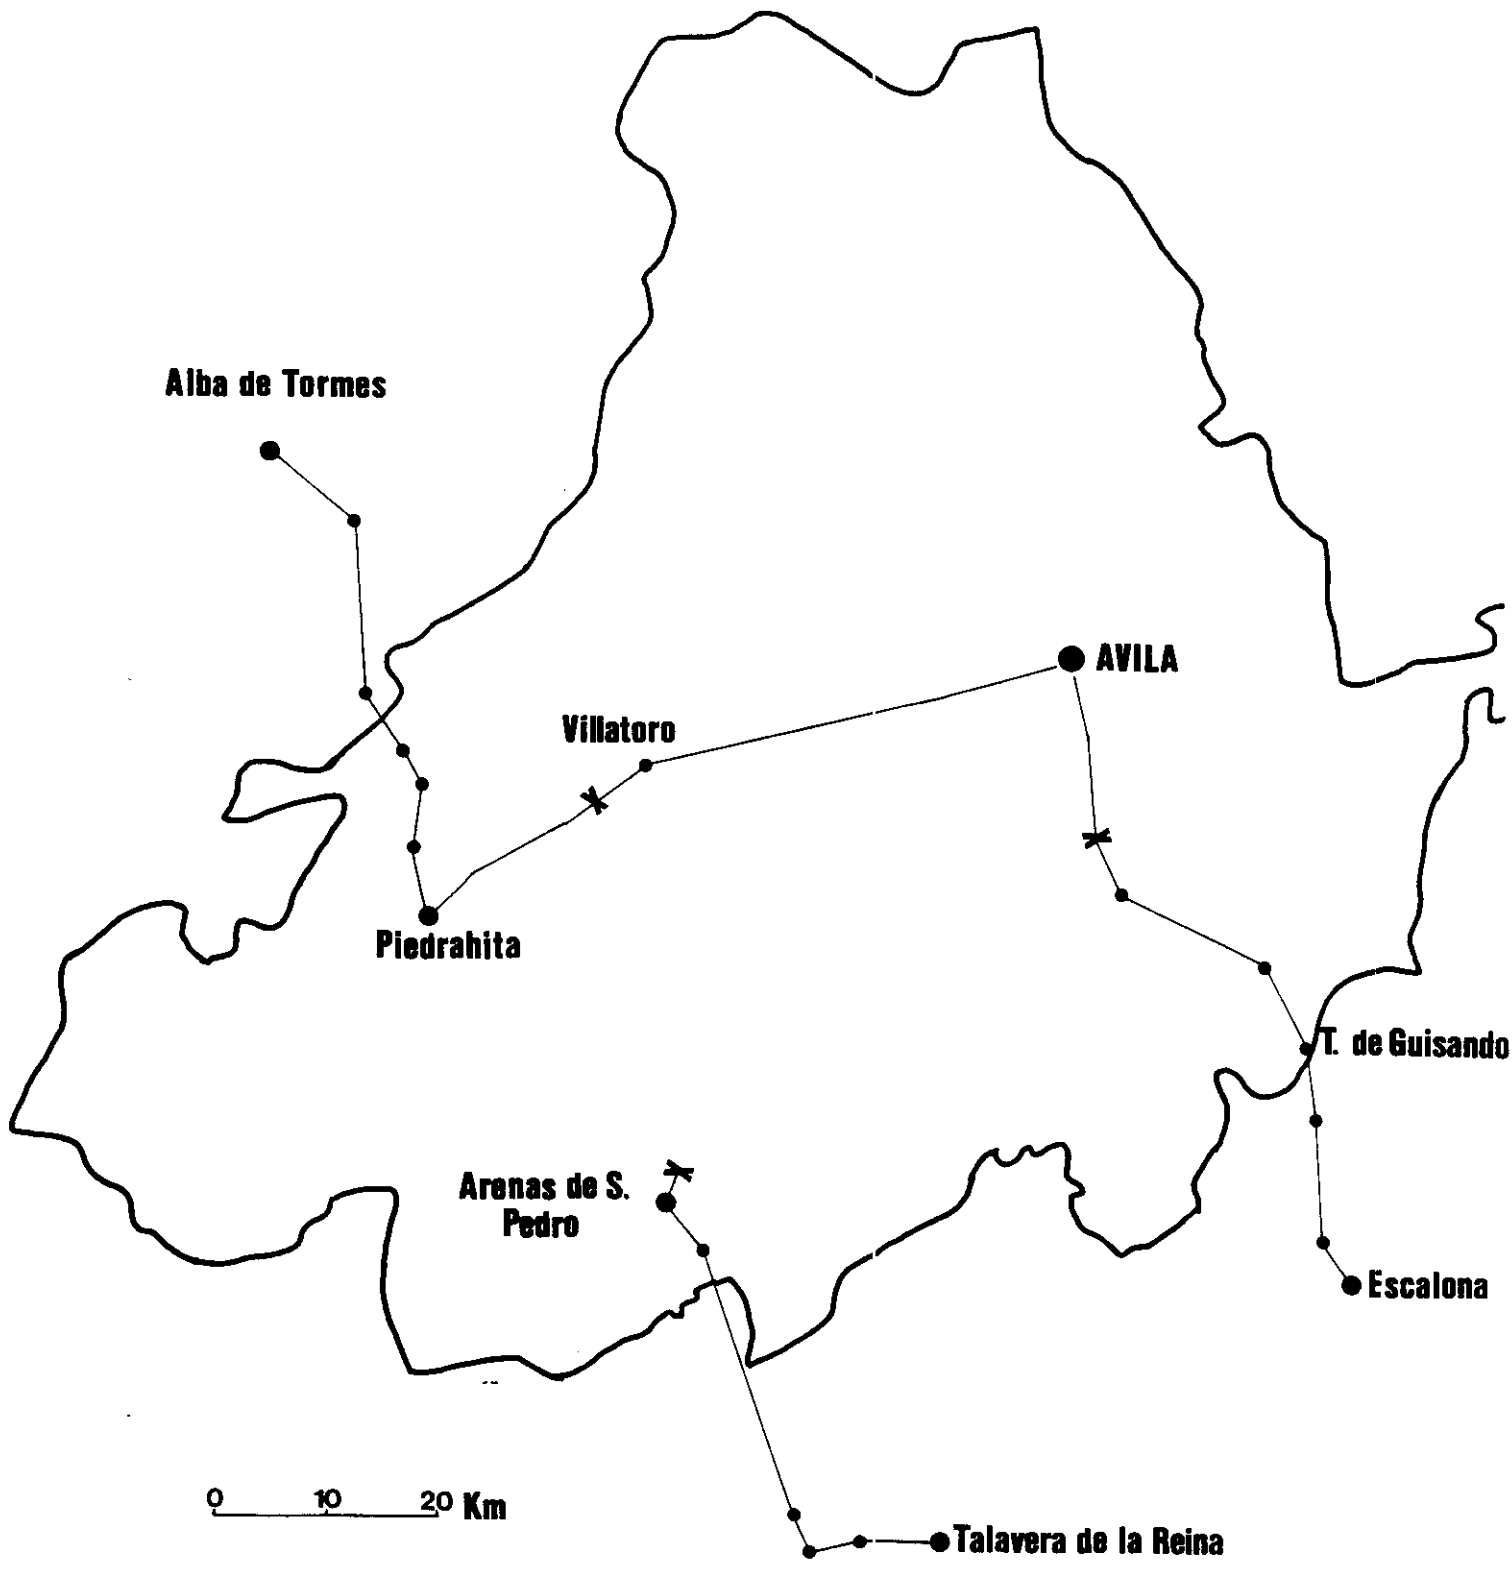 Alba de Tormes
AVILA
Villatoro
Piedrahita
T. de Guisando
Arenas de S.
Pedro
Escalona
0 10 20 Km
Talavera de la Reina